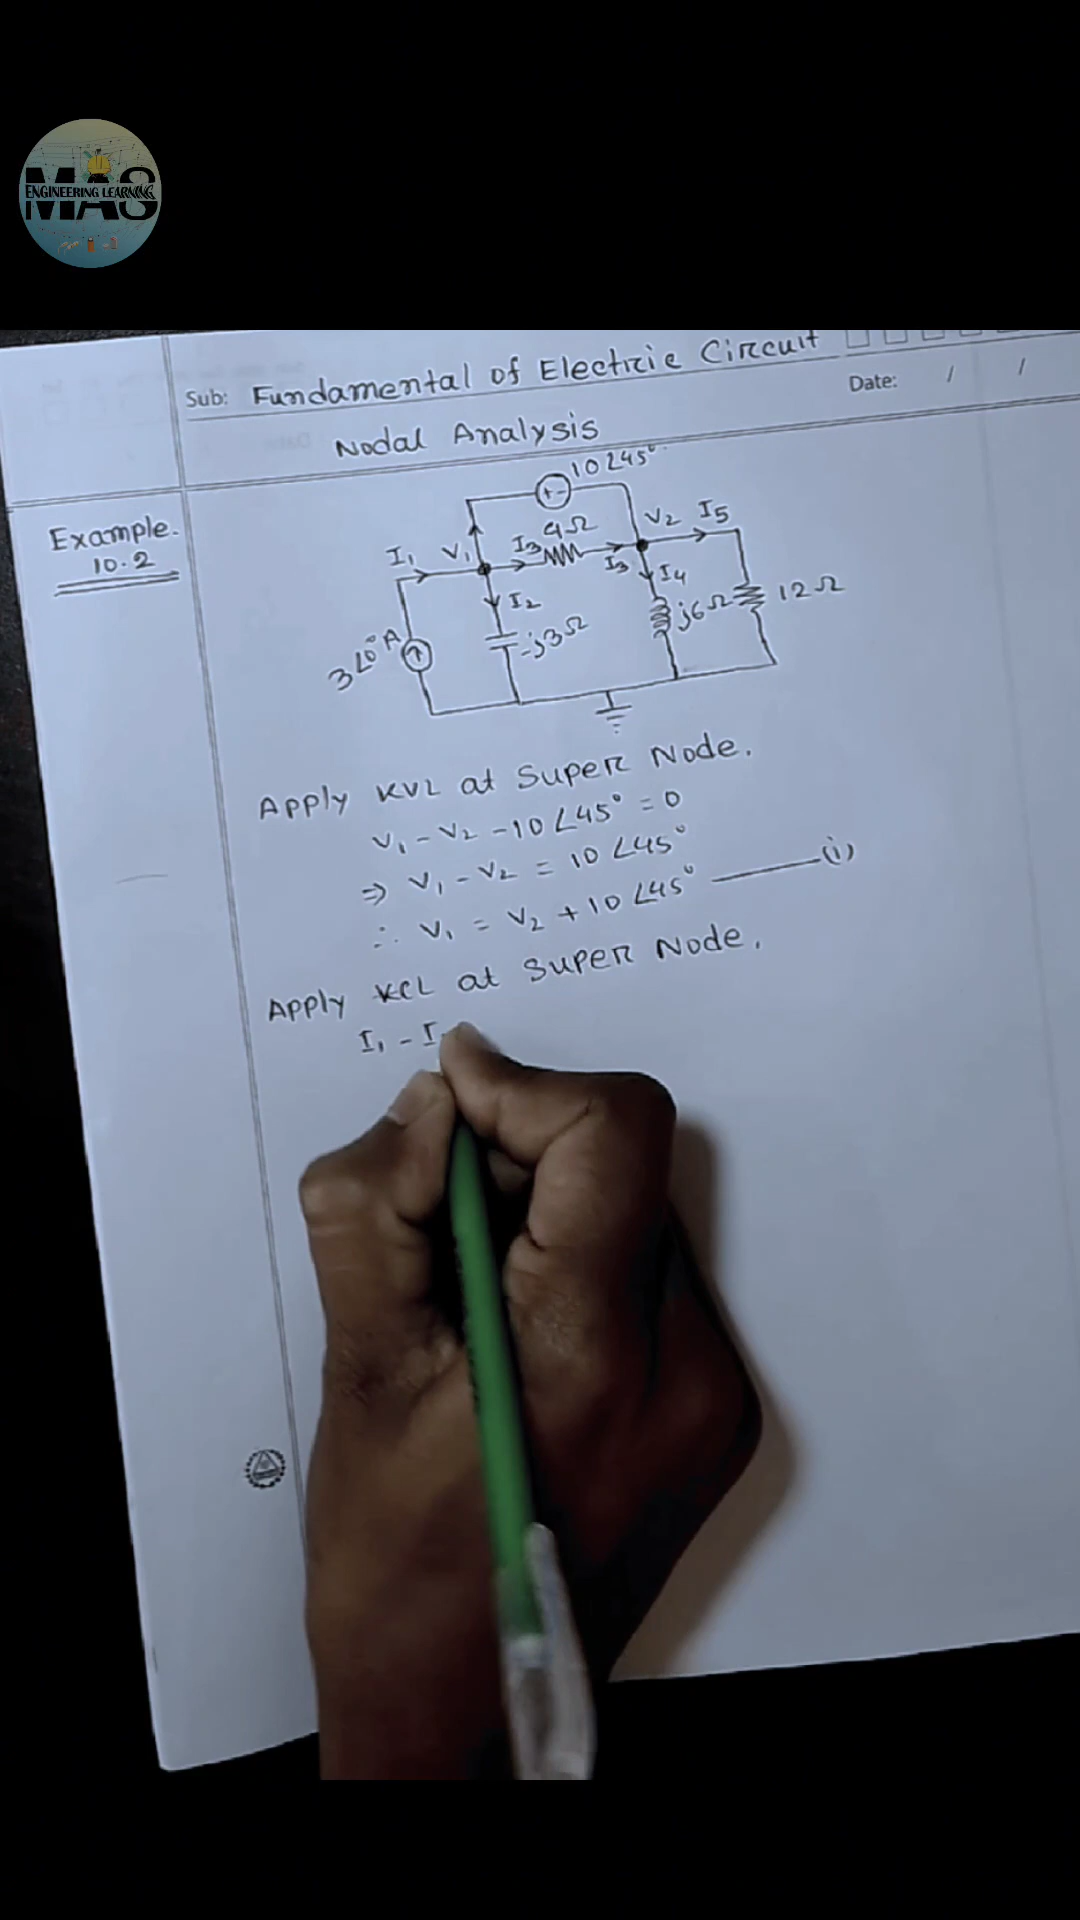 MAS
ENGINEERING LEARNING
Sub: Fundamental of Electric Circuit
Date: / /
Nodal Analysis
Example.
10.2
10∠45°
I1 V1 I3 4Ω I3 V2 I5
I2 I4
3∠0°A -j3Ω j6Ω 12Ω
Apply KVL at Super Node.
V1 - V2 - 10∠45° = 0
⇒ V1 - V2 = 10∠45°
∴ V1 = V2 + 10∠45° (i)
Apply KCL at Super Node.
I1 - I